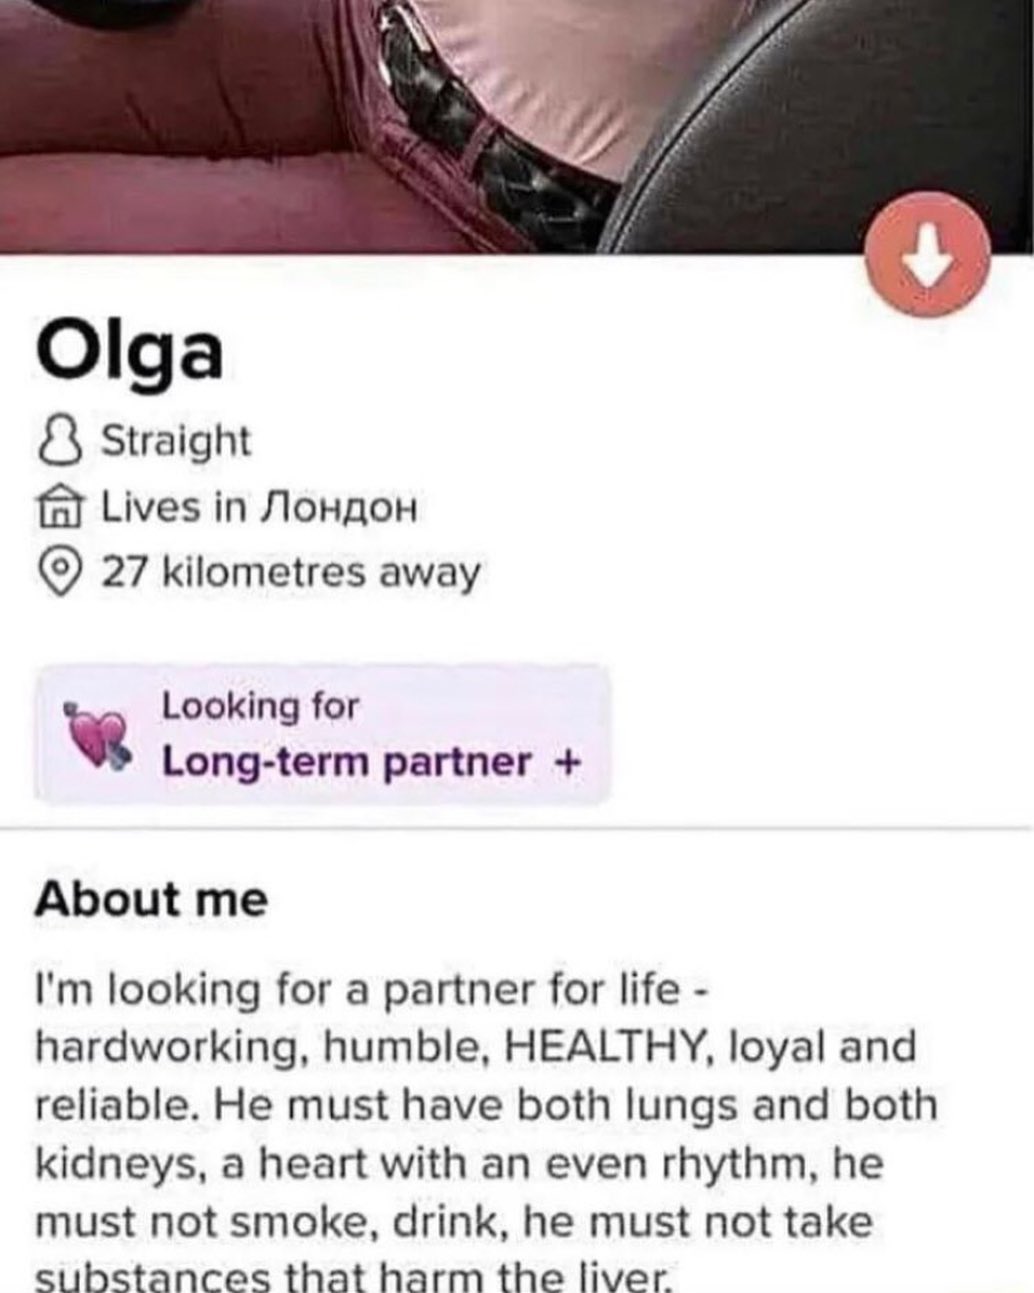 Olga
Straight
Lives in Лондон
27 kilometres away
Looking for
Long-term partner +
About me
I'm looking for a partner for life -
hardworking, humble, HEALTHY, loyal and
reliable. He must have both lungs and both
kidneys, a heart with an even rhythm, he
must not smoke, drink, he must not take
substances that harm the liver.